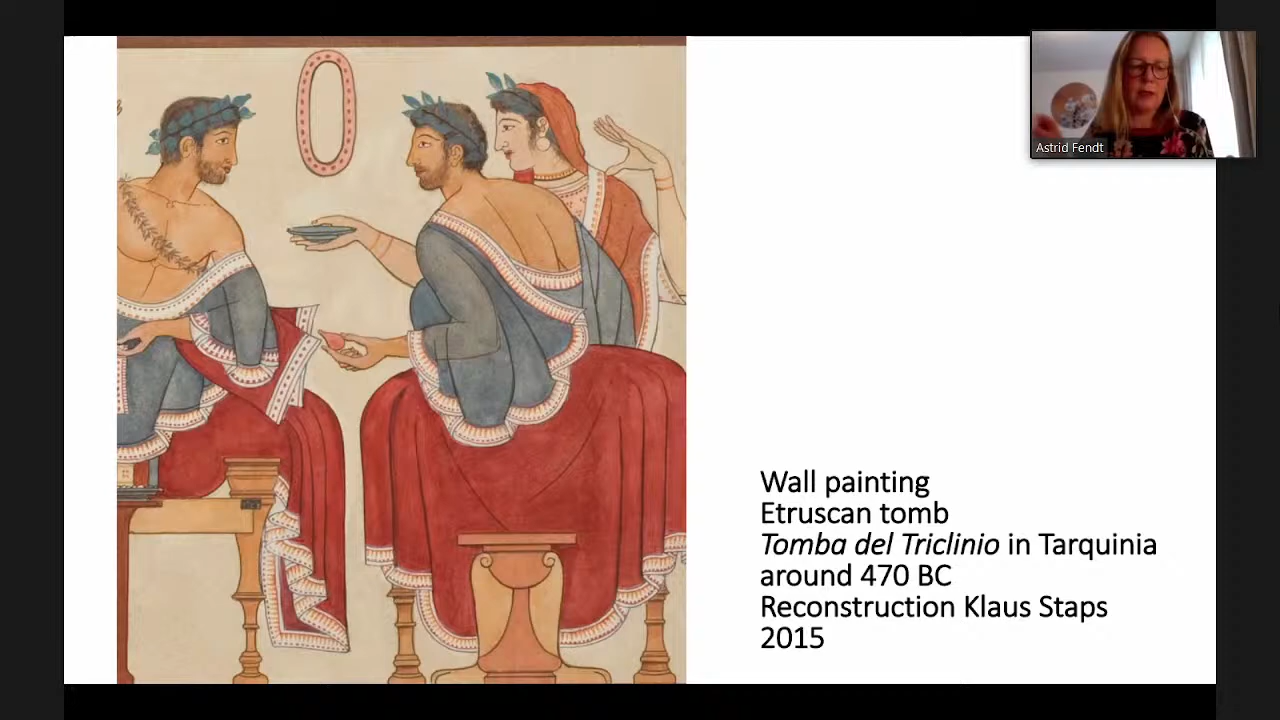 Astrid Fendt
Wall painting
Etruscan tomb
Tomba del Triclinio in Tarquinia
around 470 BC
Reconstruction Klaus Staps
2015